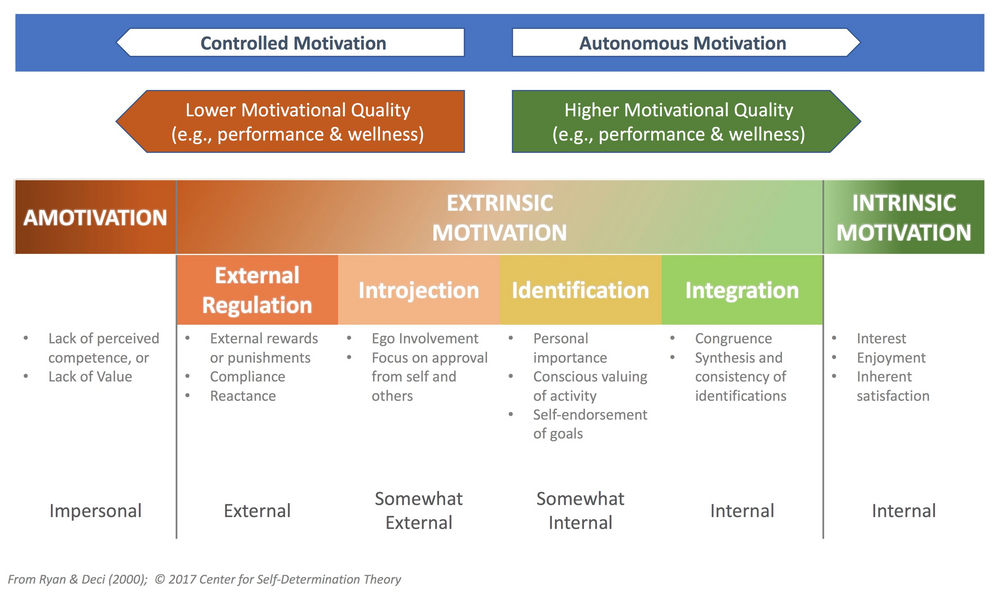 Controlled Motivation
Autonomous Motivation
Lower Motivational Quality
(e.g., performance & wellness)
Higher Motivational Quality
(e.g., performance & wellness)
AMOTIVATION
EXTRINSIC
MOTIVATION
INTRINSIC
MOTIVATION
External
Regulation
Introjection
Identification
Integration
• Lack of perceived
competence, or
• Lack of Value
• External rewards
or punishments
• Compliance
• Reactance
• Ego Involvement
• Focus on approval
from self and
others
• Personal
importance
• Conscious valuing
of activity
• Self-endorsement
of goals
• Congruence
• Synthesis and
consistency of
identifications
• Interest
• Enjoyment
• Inherent
satisfaction
Impersonal
External
Somewhat
External
Somewhat
Internal
Internal
Internal
From Ryan & Deci (2000); © 2017 Center for Self-Determination Theory